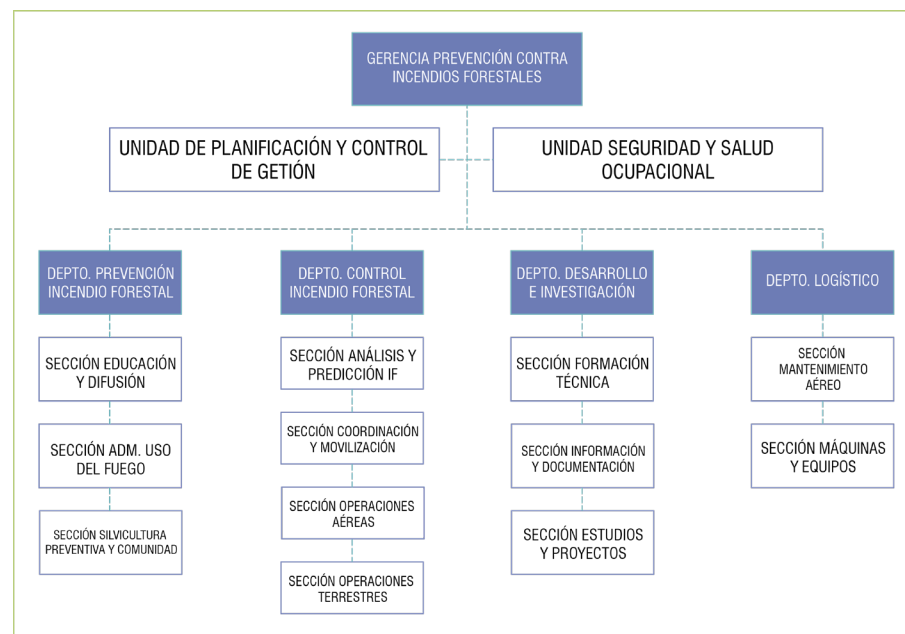 GERENCIA PREVENCIÓN CONTRA
INCENDIOS FORESTALES
UNIDAD DE PLANIFICACIÓN Y CONTROL
DE GETIÓN
UNIDAD SEGURIDAD Y SALUD
OCUPACIONAL
DEPTO. PREVENCIÓN
INCENDIO FORESTAL
SECCIÓN EDUCACIÓN
Y DIFUSIÓN
SECCIÓN ADM. USO
DEL FUEGO
SECCIÓN SILVICULTURA
PREVENTIVA Y COMUNIDAD
DEPTO. CONTROL
INCENDIO FORESTAL
SECCIÓN ANÁLISIS Y
PREDICCIÓN IF
SECCIÓN COORDINACIÓN
Y MOVILIZACIÓN
SECCIÓN OPERACIONES
AÉREAS
SECCIÓN OPERACIONES
TERRESTRES
DEPTO. DESARROLLO
E INVESTIGACIÓN
SECCIÓN FORMACIÓN
TÉCNICA
SECCIÓN INFORMACIÓN
Y DOCUMENTACIÓN
SECCIÓN ESTUDIOS
Y PROYECTOS
DEPTO. LOGÍSTICO
SECCIÓN
MANTENIMIENTO
AÉREO
SECCIÓN MÁQUINAS
Y EQUIPOS